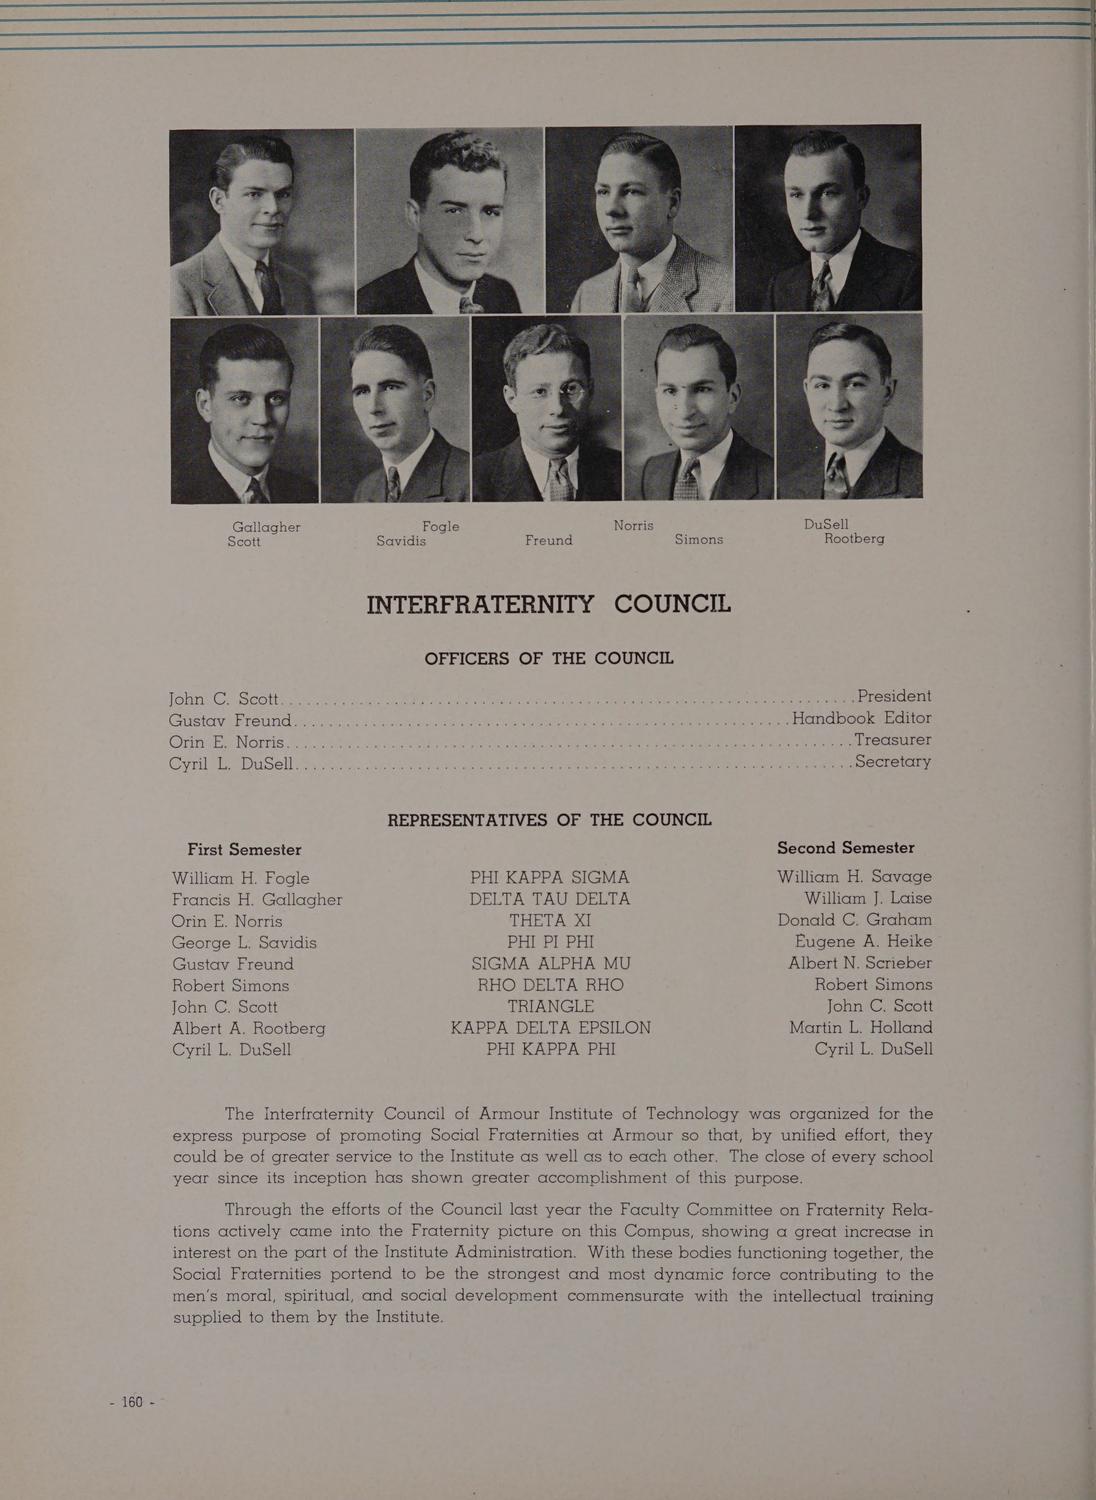 Gallagher Fogle Norris DuSell
Scott Savidis Freund Simons Rootberg
INTERFRATERNITY COUNCIL
OFFICERS OF THE COUNCIL
John C. Scott President
Gustav Freund Handbook Editor
Orin E. Norris Treasurer
Cyril L. DuSell Secretary
REPRESENTATIVES OF THE COUNCIL
First Semester Second Semester
William H. Fogle PHI KAPPA SIGMA William H. Savage
Francis H. Gallagher DELTA TAU DELTA William J. Laise
Orin E. Norris THETA XI Donald C. Graham
George L. Savidis PHI PI PHI Eugene A. Heike
Gustav Freund SIGMA ALPHA MU Albert N. Scrieber
Robert Simons RHO DELTA RHO Robert Simons
John C. Scott TRIANGLE John C. Scott
Albert A. Rootberg KAPPA DELTA EPSILON Martin L. Holland
Cyril L. DuSell PHI KAPPA PHI Cyril L. DuSell
The Interfraternity Council of Armour Institute of Technology was organized for the
express purpose of promoting Social Fraternities at Armour so that, by unified effort, they
could be of greater service to the Institute as well as to each other. The close of every school
year since its inception has shown greater accomplishment of this purpose.
Through the efforts of the Council last year the Faculty Committee on Fraternity Rela-
tions actively came into the Fraternity picture on this Compus, showing a great increase in
interest on the part of the Institute Administration. With these bodies functioning together, the
Social Fraternities portend to be the strongest and most dynamic force contributing to the
men's moral, spiritual, and social development commensurate with the intellectual training
supplied to them by the Institute.
- 160 -